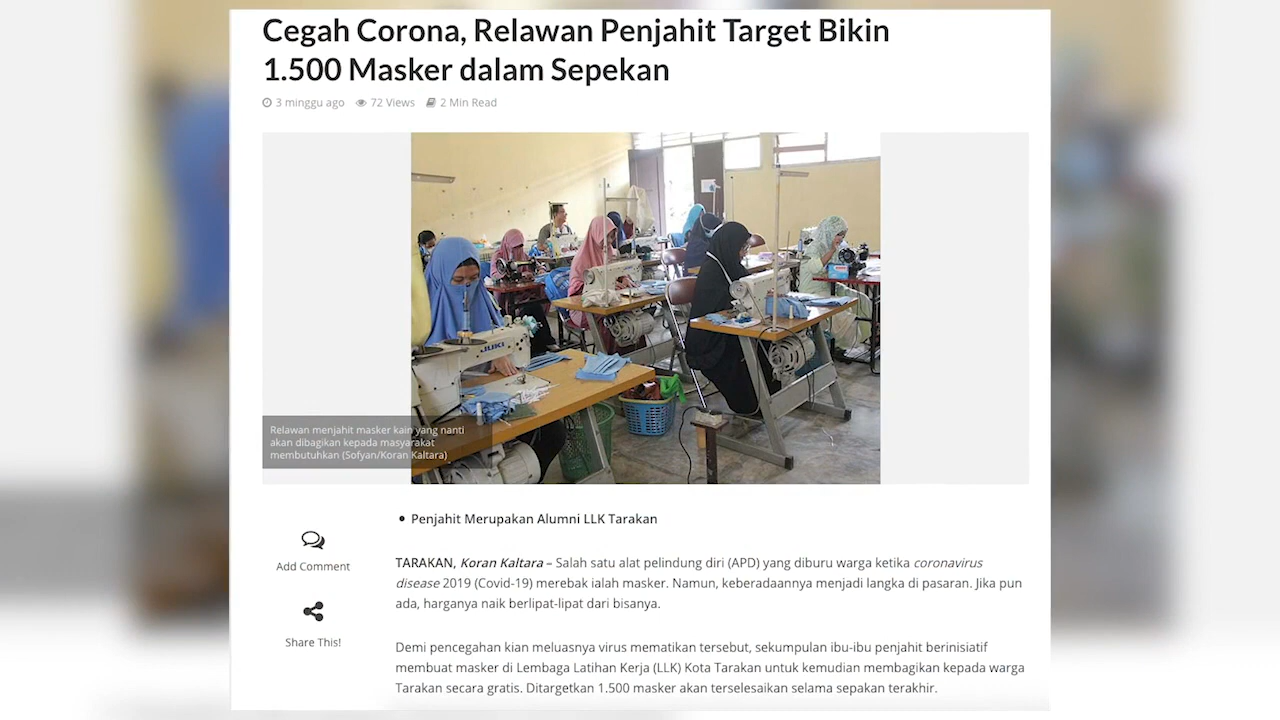 Cegah Corona, Relawan Penjahit Target Bikin
1.500 Masker dalam Sepekan
3 minggu ago 72 Views 2 Min Read
JUKI
Relawan menjahit masker kain yang nanti
akan dibagikan kepada masyarakat
membutuhkan (Sofyan/Koran Kaltara)
• Penjahit Merupakan Alumni LLK Tarakan
Add Comment
Share This!
TARAKAN, Koran Kaltara – Salah satu alat pelindung diri (APD) yang diburu warga ketika coronavirus
disease 2019 (Covid-19) merebak ialah masker. Namun, keberadaannya menjadi langka di pasaran. Jika pun
ada, harganya naik berlipat-lipat dari bisanya.
Demi pencegahan kian meluasnya virus mematikan tersebut, sekumpulan ibu-ibu penjahit berinisiatif
membuat masker di Lembaga Latihan Kerja (LLK) Kota Tarakan untuk kemudian membagikan kepada warga
Tarakan secara gratis. Ditargetkan 1.500 masker akan terselesaikan selama sepakan terakhir.